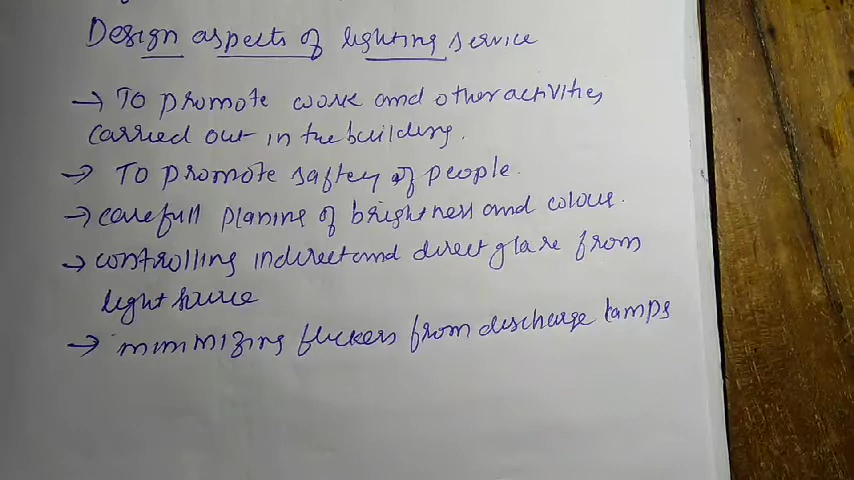 Design aspects of lighting service
→ To promote work and other activities
carried out in the building.
→ To promote saftey of people.
→ carefull planing of brightness and colour.
→ controlling indirect and direct glare from
light source
→ minimizing flickers from discharge lamps